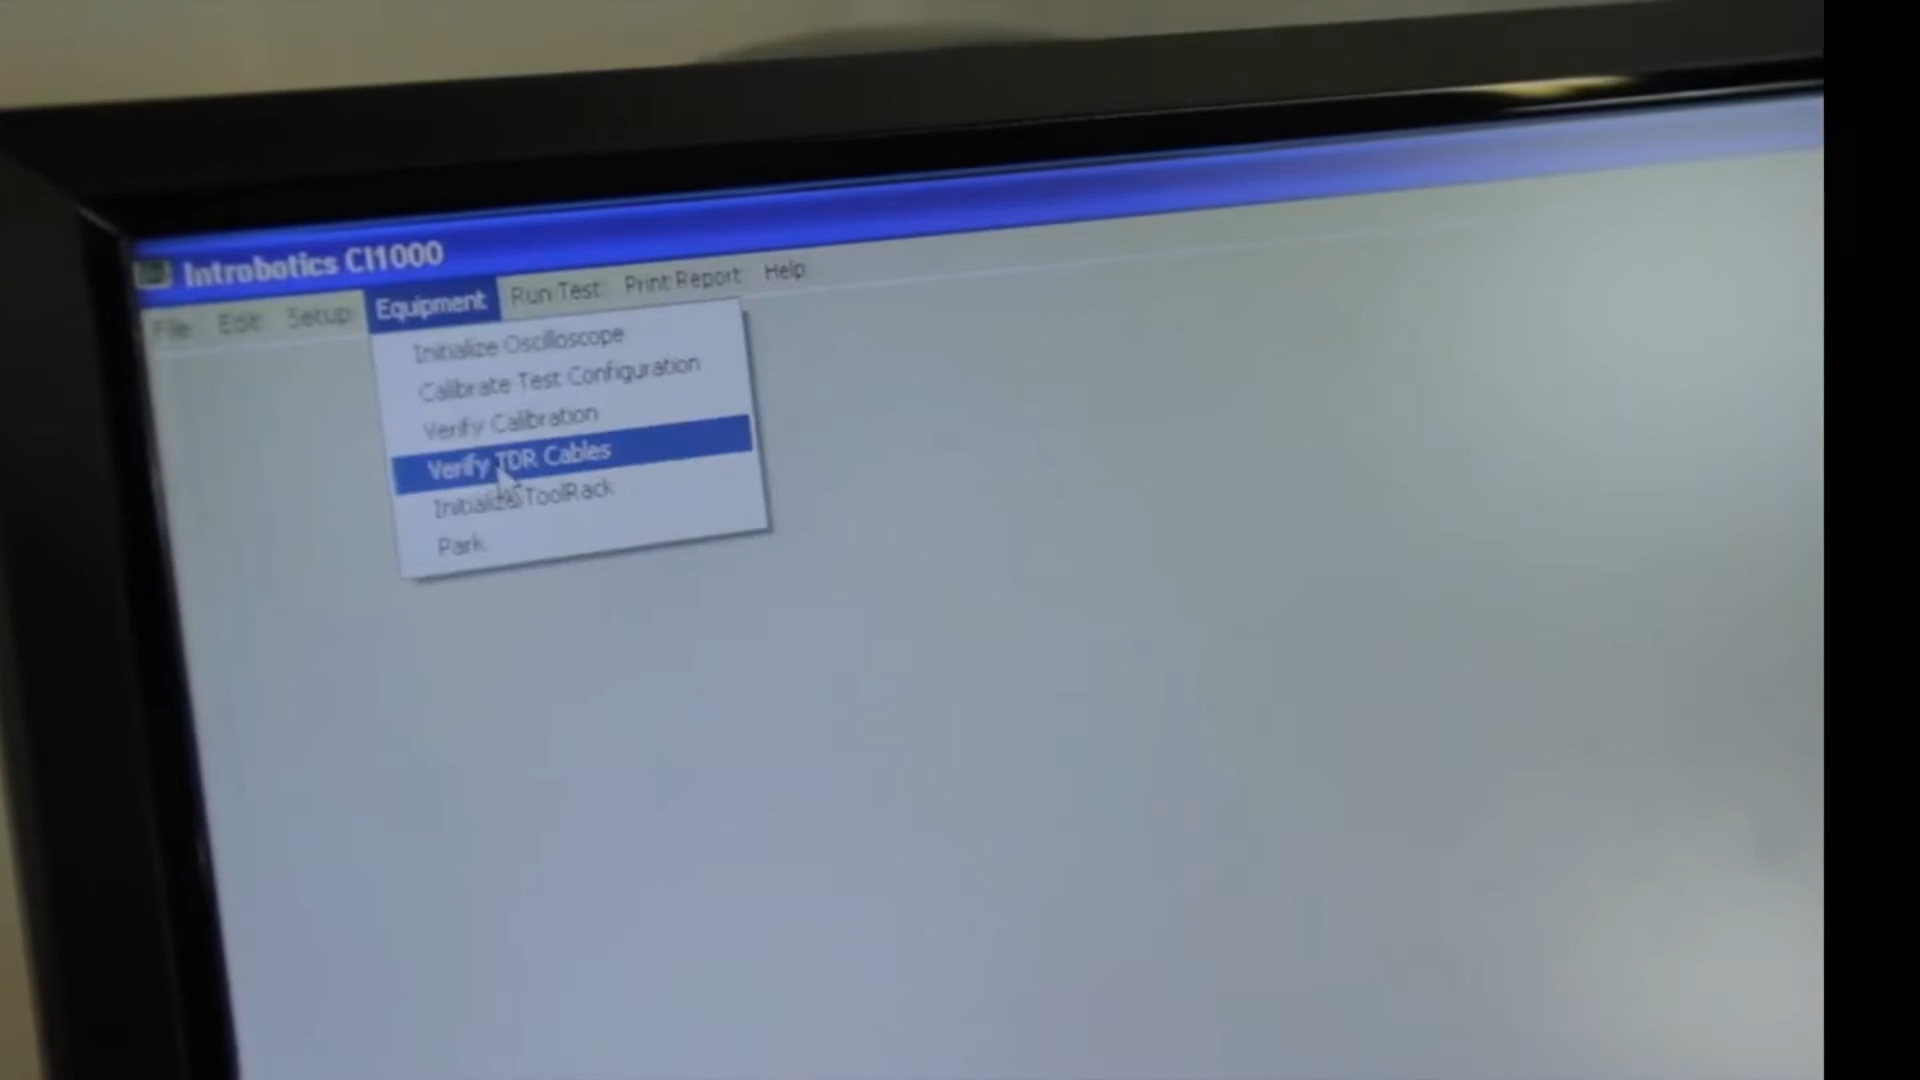 Introbotics CI1000
File Edit Setup Equipment Run Test Print Report Help
Initialize Oscilloscope
Calibrate Test Configuration
Verify Calibration
Verify TDR Cables
Initialize ToolRack
Park